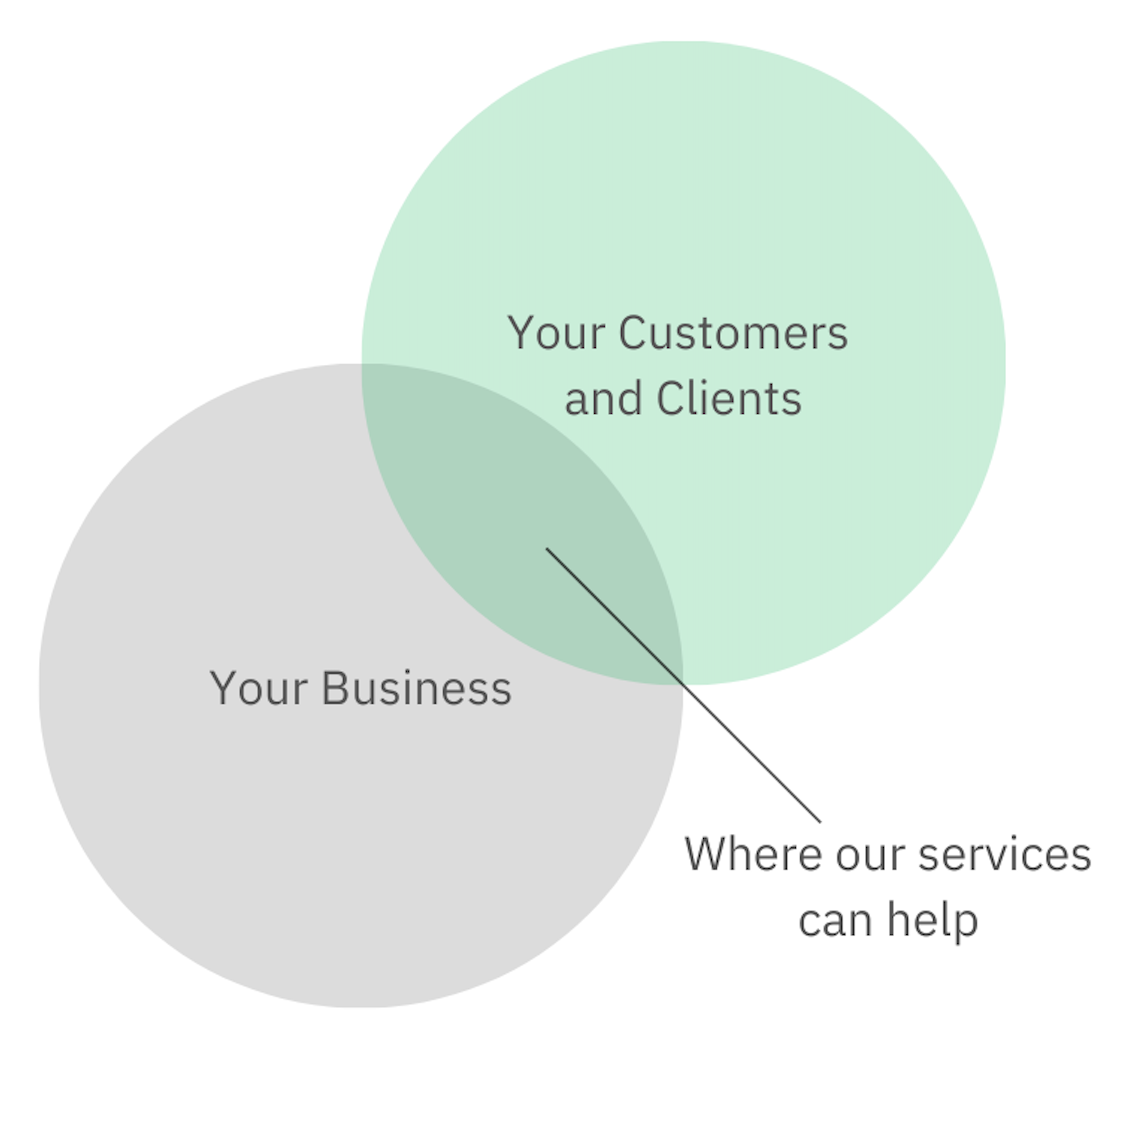 Your Customers
and Clients
Your Business
Where our services
can help